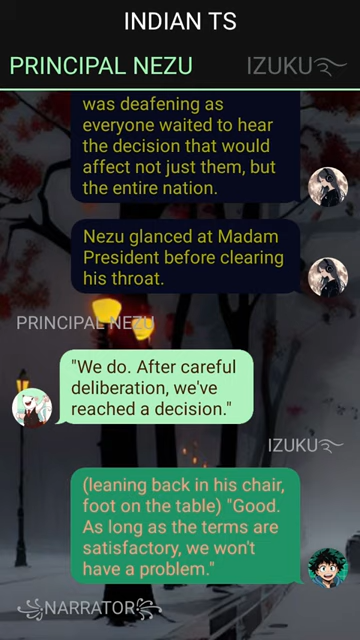 INDIAN TS
PRINCIPAL NEZU
IZUKU
was deafening as
everyone waited to hear
the decision that would
affect not just them, but
the entire nation.
Nezu glanced at Madam
President before clearing
his throat.
PRINCIPAL NEZU
"We do. After careful
deliberation, we've
reached a decision."
IZUKU
(leaning back in his chair,
foot on the table) "Good.
As long as the terms are
satisfactory, we won't
have a problem."
NARRATOR